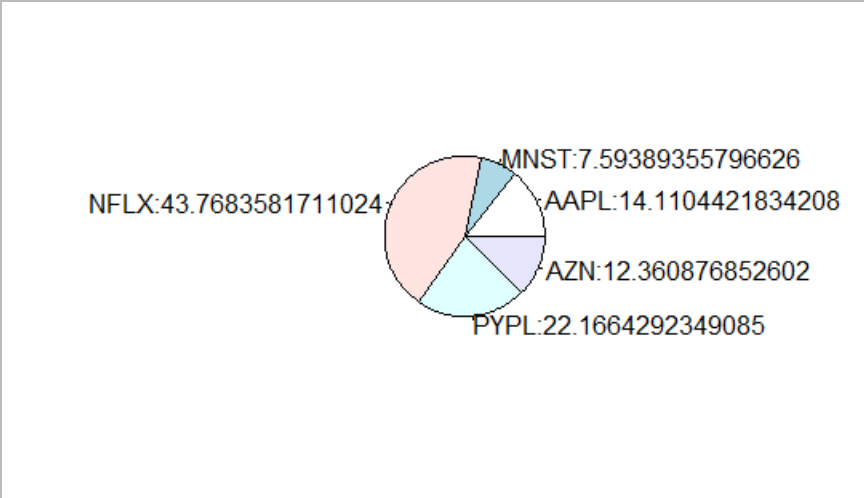 MNST:7.59389355796626
NFLX:43.7683581711024
AAPL:14.1104421834208
AZN:12.360876852602
PYPL:22.1664292349085